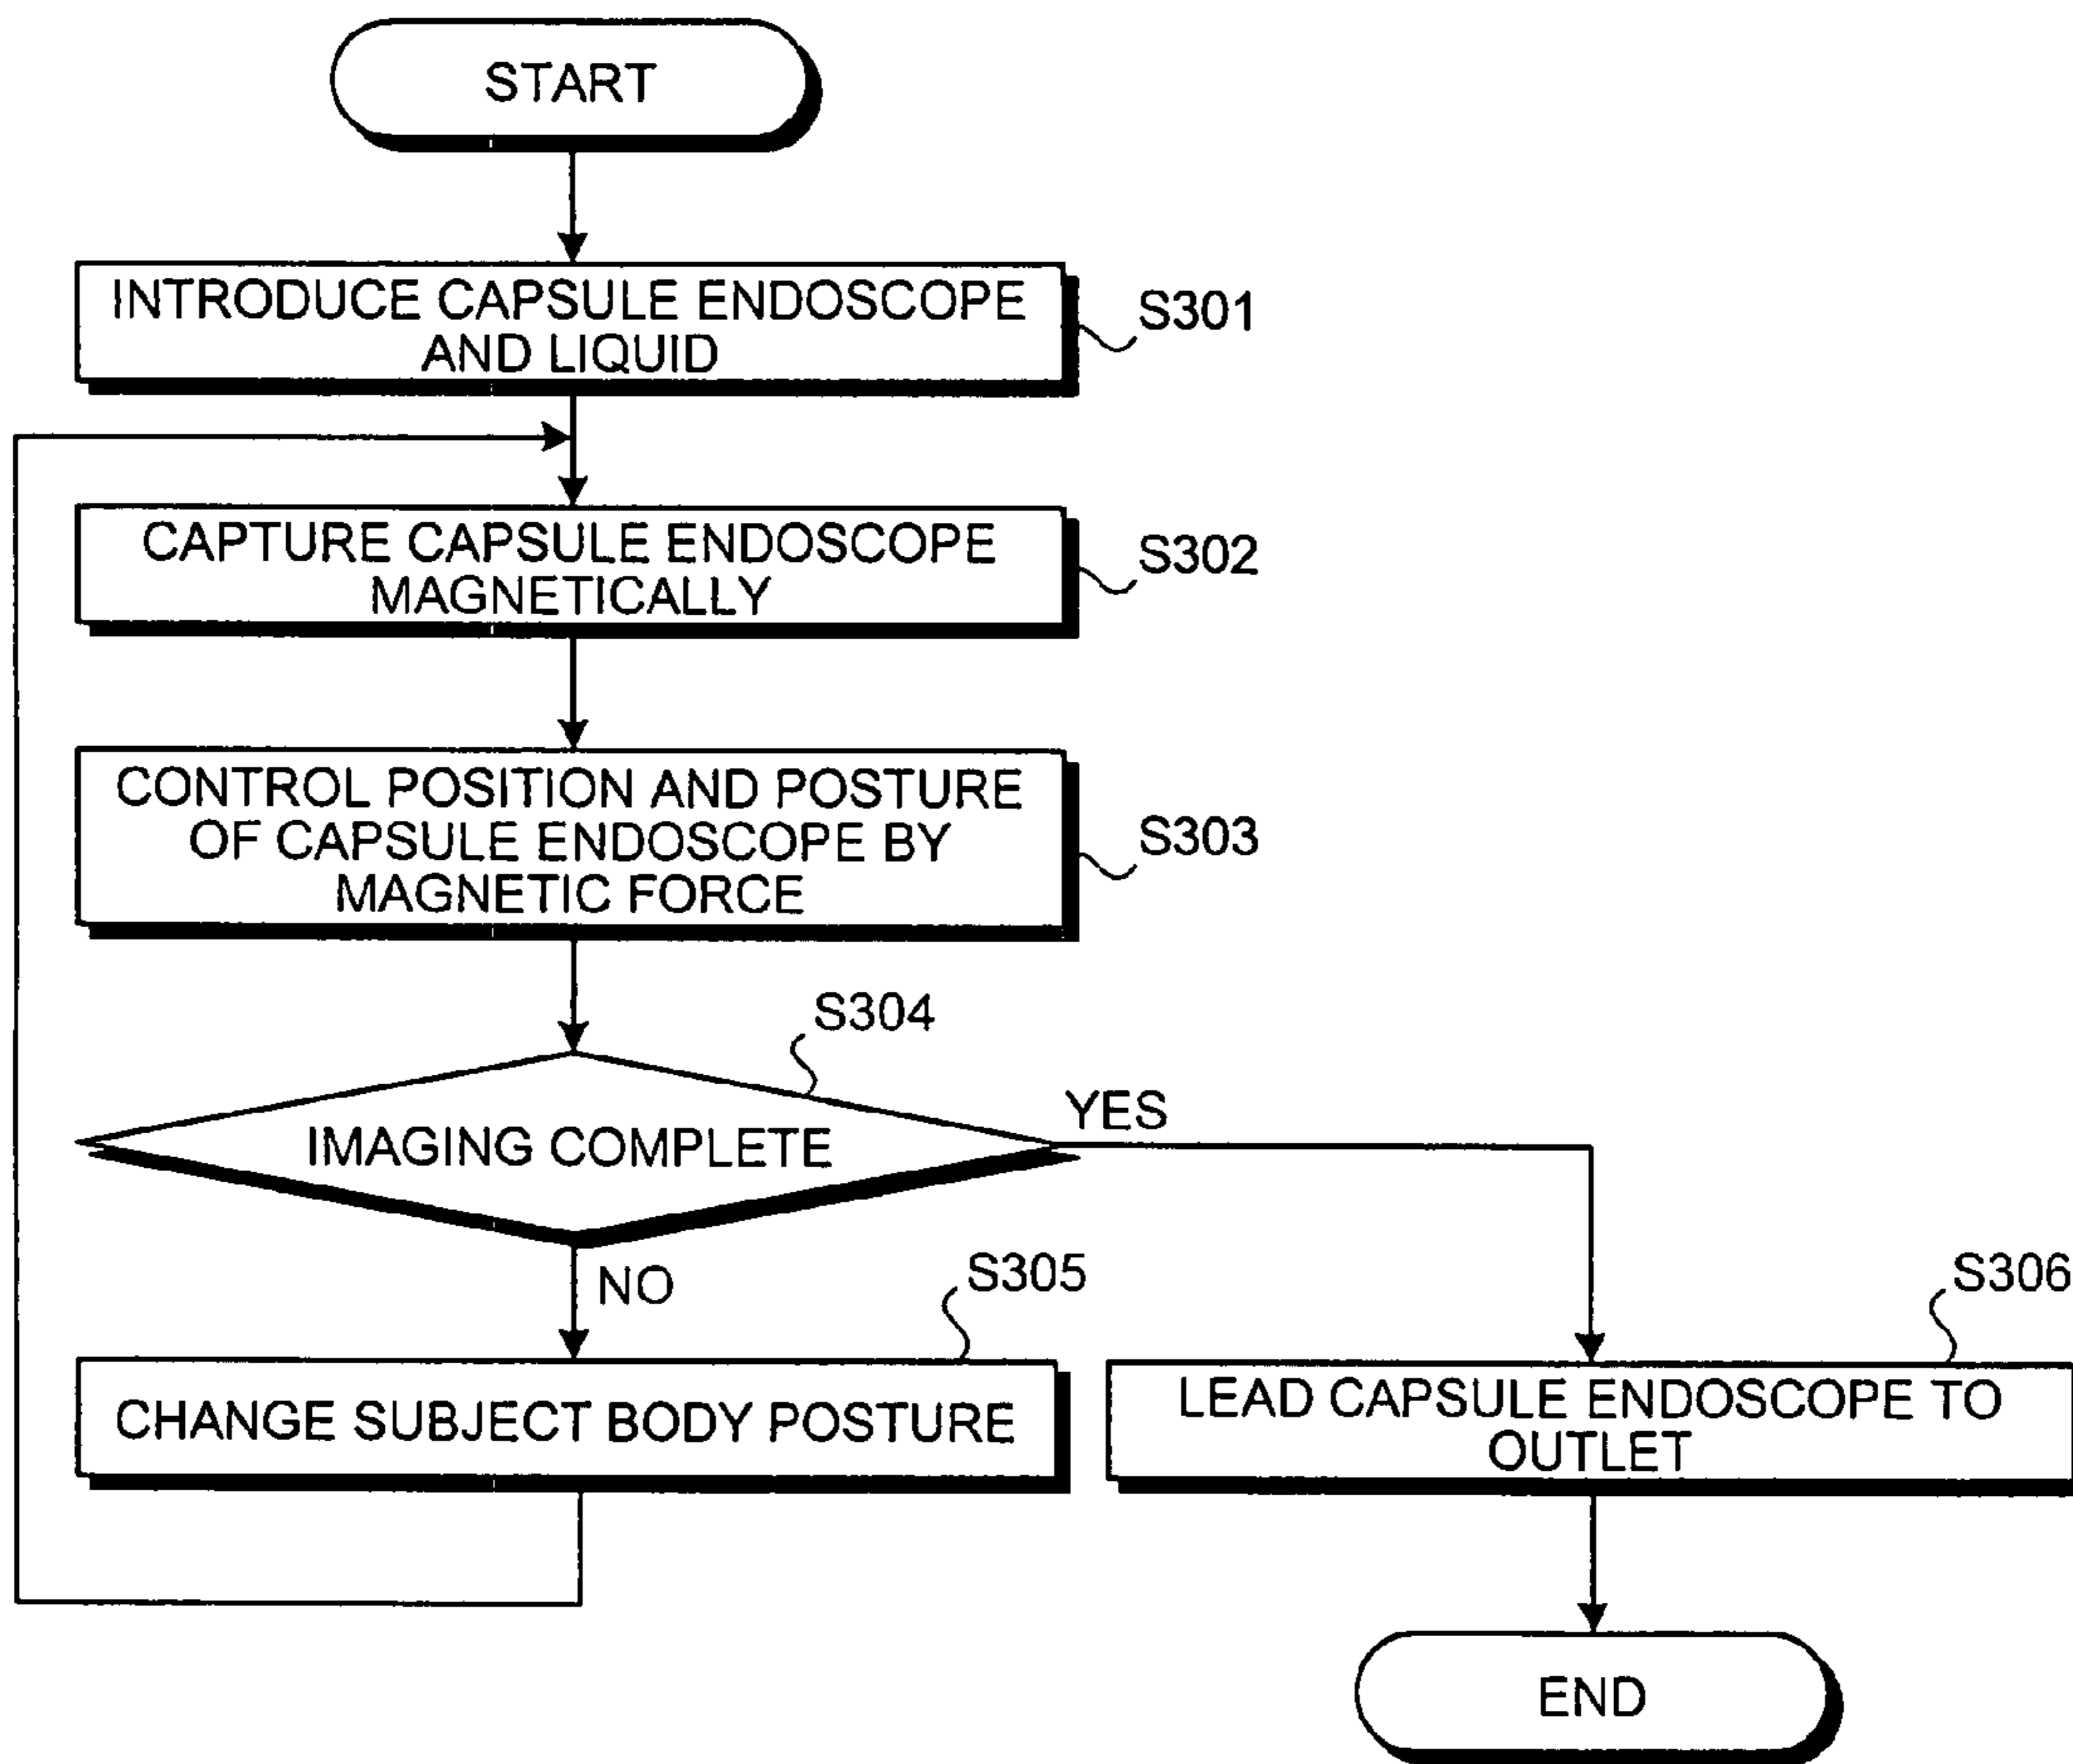 START
INTRODUCE CAPSULE ENDOSCOPE
AND LIQUID
S301
CAPTURE CAPSULE ENDOSCOPE
MAGNETICALLY
S302
CONTROL POSITION AND POSTURE
OF CAPSULE ENDOSCOPE BY
MAGNETIC FORCE
S303
S304
IMAGING COMPLETE
YES
NO
S305
CHANGE SUBJECT BODY POSTURE
S306
LEAD CAPSULE ENDOSCOPE TO
OUTLET
END